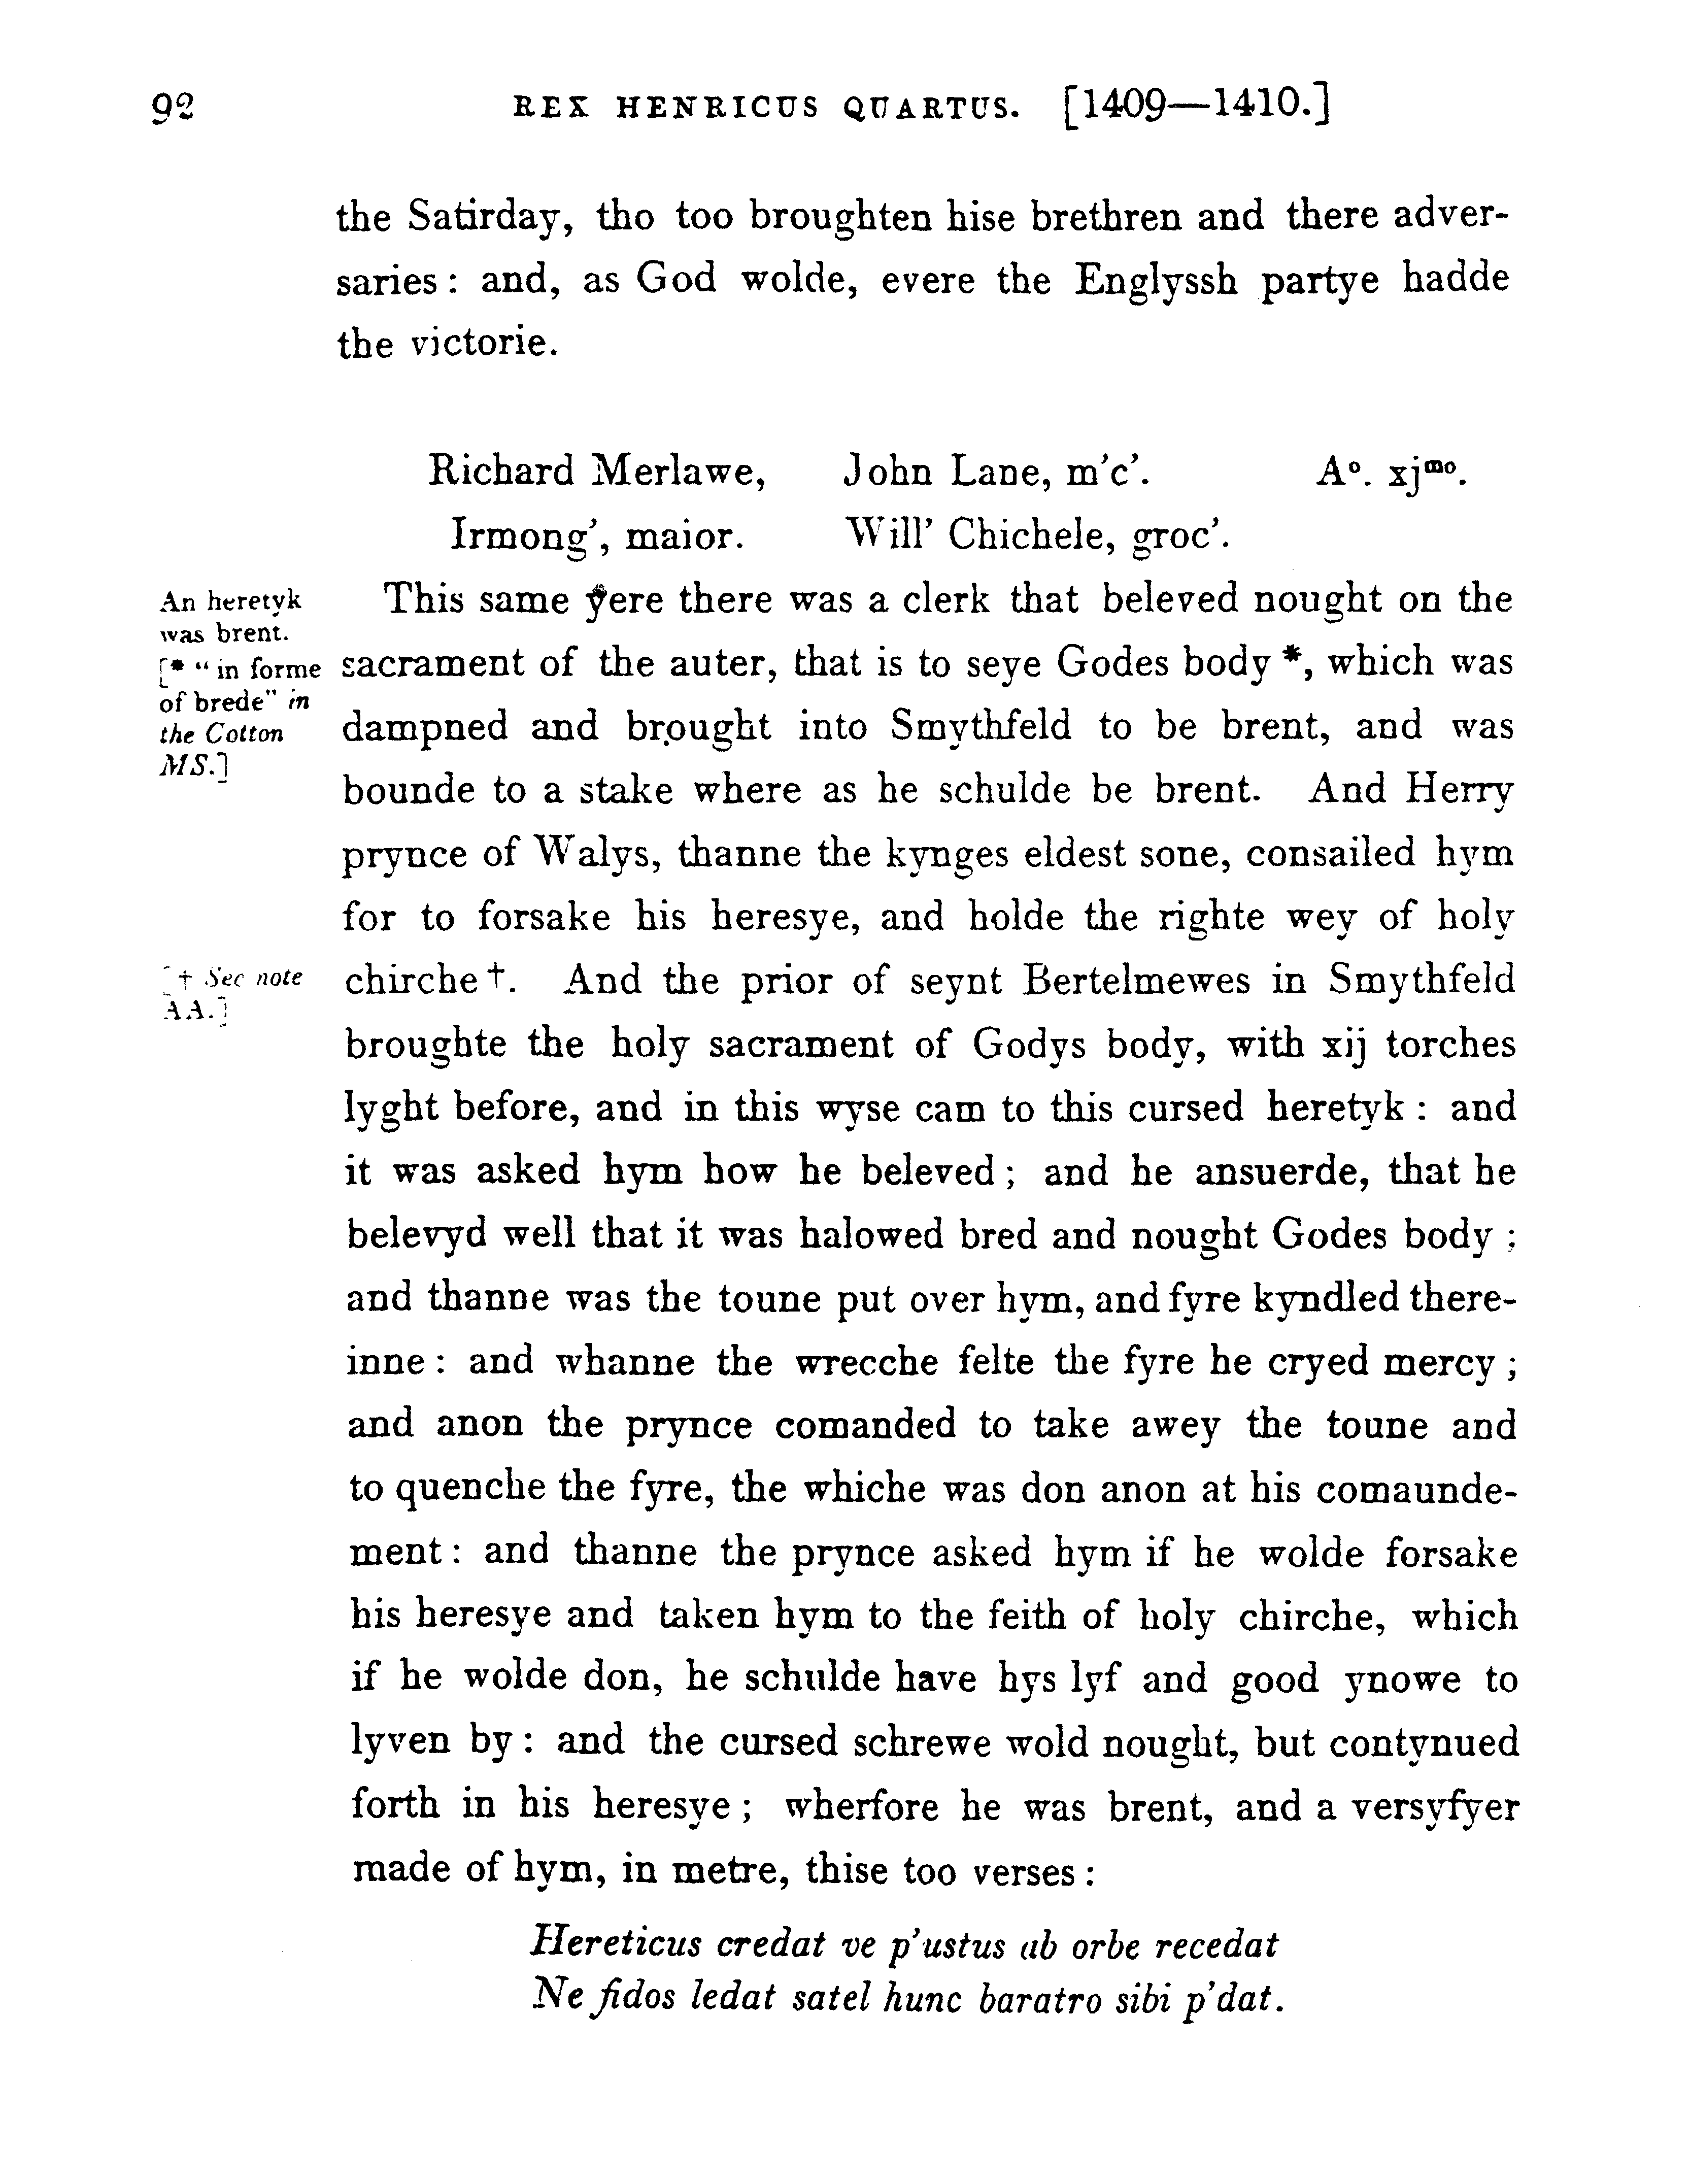 92 REX HENRICUS QUARTUS. [1409—1410.]
the Satirday, tho too broughten hise brethren and there adver-
saries : and, as God wolde, evere the Englyssh partye hadde
the victorie.
Richard Merlawe, John Lane, m'c'. Aº. xjᵐᵒ.
Irmong', maior. Will' Chichele, groc'.
An heretyk
was brent.
[* "in forme
of brede" in
the Cotton
MS.]
This same yere there was a clerk that beleved nought on the
sacrament of the auter, that is to seye Godes body *, which was
dampned and brought into Smythfeld to be brent, and was
bounde to a stake where as he schulde be brent. And Herry
prynce of Walys, thanne the kynges eldest sone, consailed hym
for to forsake his heresye, and holde the righte wey of holy
[† See note
AA.]
chirche †. And the prior of seynt Bertelmewes in Smythfeld
broughte the holy sacrament of Godys body, with xij torches
lyght before, and in this wyse cam to this cursed heretyk : and
it was asked hym how he beleved ; and he ansuerde, that he
belevyd well that it was halowed bred and nought Godes body ;
and thanne was the toune put over hym, and fyre kyndled there-
inne : and whanne the wrecche felte the fyre he cryed mercy ;
and anon the prynce comanded to take awey the toune and
to quenche the fyre, the whiche was don anon at his comaunde-
ment : and thanne the prynce asked hym if he wolde forsake
his heresye and taken hym to the feith of holy chirche, which
if he wolde don, he schulde have hys lyf and good ynowe to
lyven by : and the cursed schrewe wold nought, but contynued
forth in his heresye ; wherfore he was brent, and a versyfyer
made of hym, in metre, thise too verses :
Hereticus credat ve p'ustus ab orbe recedat
Ne fidos ledat satel hunc baratro sibi p'dat.